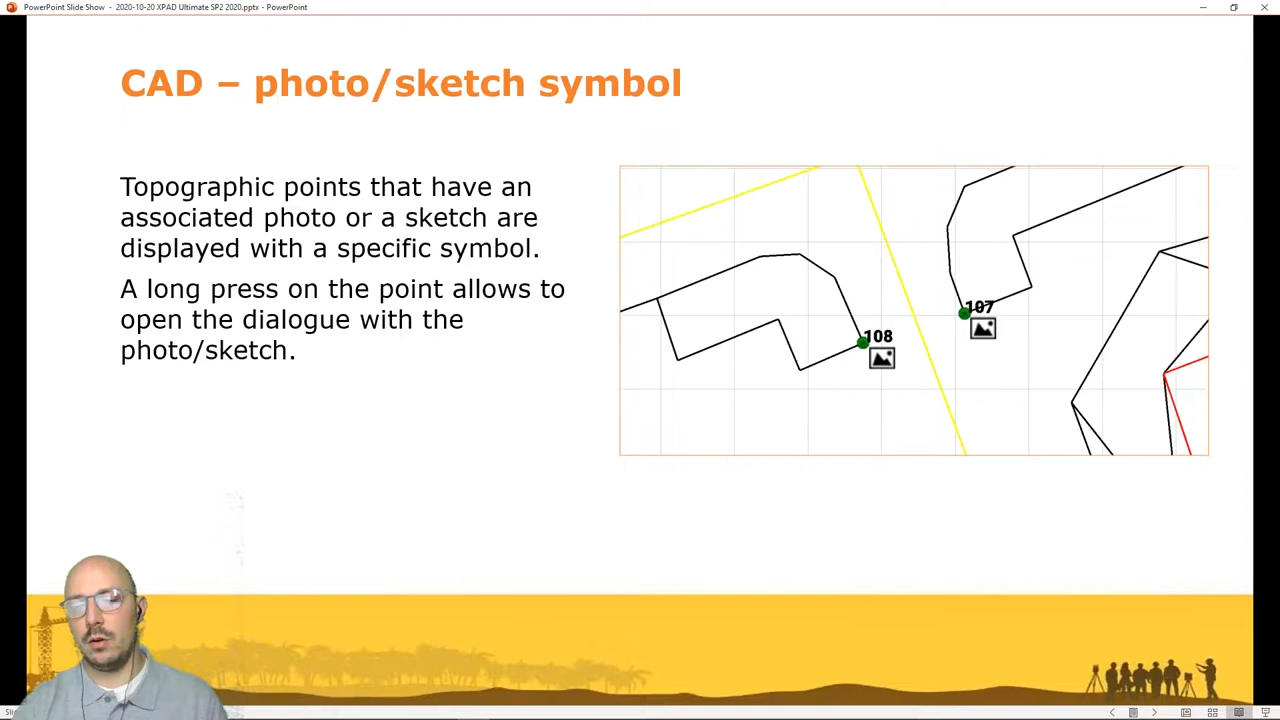 PowerPoint Slide Show - 2020-10-20 XPAD Ultimate SP2 2020.pptx - PowerPoint
CAD – photo/sketch symbol
Topographic points that have an
associated photo or a sketch are
displayed with a specific symbol.
A long press on the point allows to
open the dialogue with the
photo/sketch.
107
108